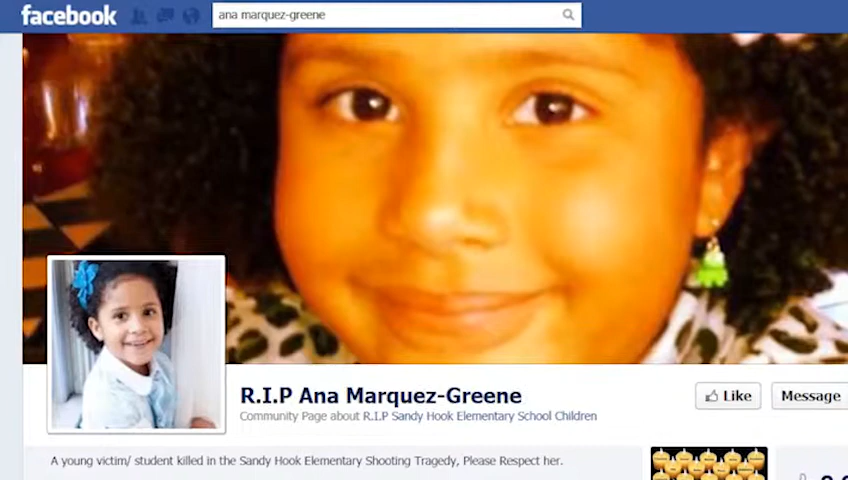 facebook
ana marquez-greene
R.I.P Ana Marquez-Greene
Like
Message
Community Page about R.I.P Sandy Hook Elementary School Children
A young victim/ student killed in the Sandy Hook Elementary Shooting Tragedy, Please Respect her.